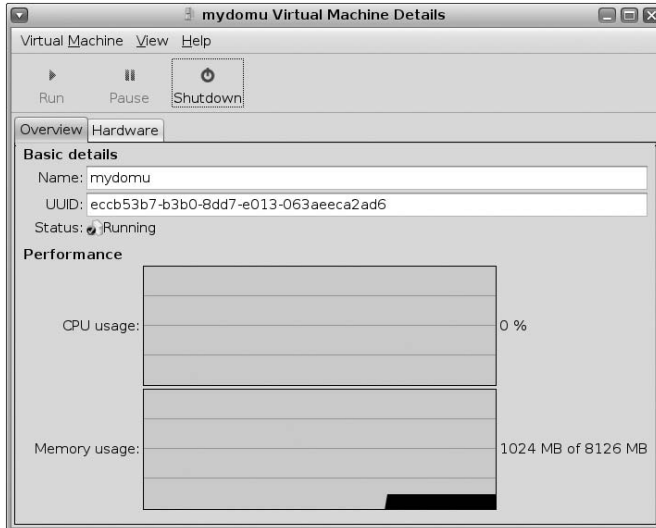 mydomu Virtual Machine Details
Virtual Machine View Help
Run Pause Shutdown
Overview Hardware
Basic details
Name: mydomu
UUID: eccb53b7-b3b0-8dd7-e013-063aeeca2ad6
Status: Running
Performance
CPU usage: 0 %
Memory usage: 1024 MB of 8126 MB